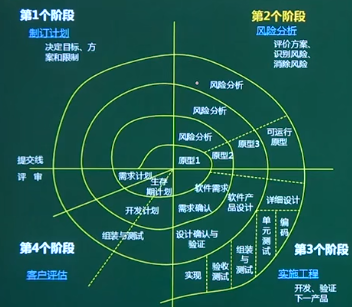 第1个阶段
制订计划
决定目标、方
案和限制
第2个阶段
风险分析
评价方案、
识别风险、
消除风险
风险分析
风险分析
风险分析
可运行
原型
原型3
原型2
原型1
提交线
评 审
需求计划
生存
期计划
软件需求
软件产
品设计
详细设计
开发计划
需求确认
组装与测试
设计确认与
验证
单元测试
编码
组装与测试
验收测试
实现
第4个阶段
客户评估
第3个阶段
实施工程
开发、验证
下一产品